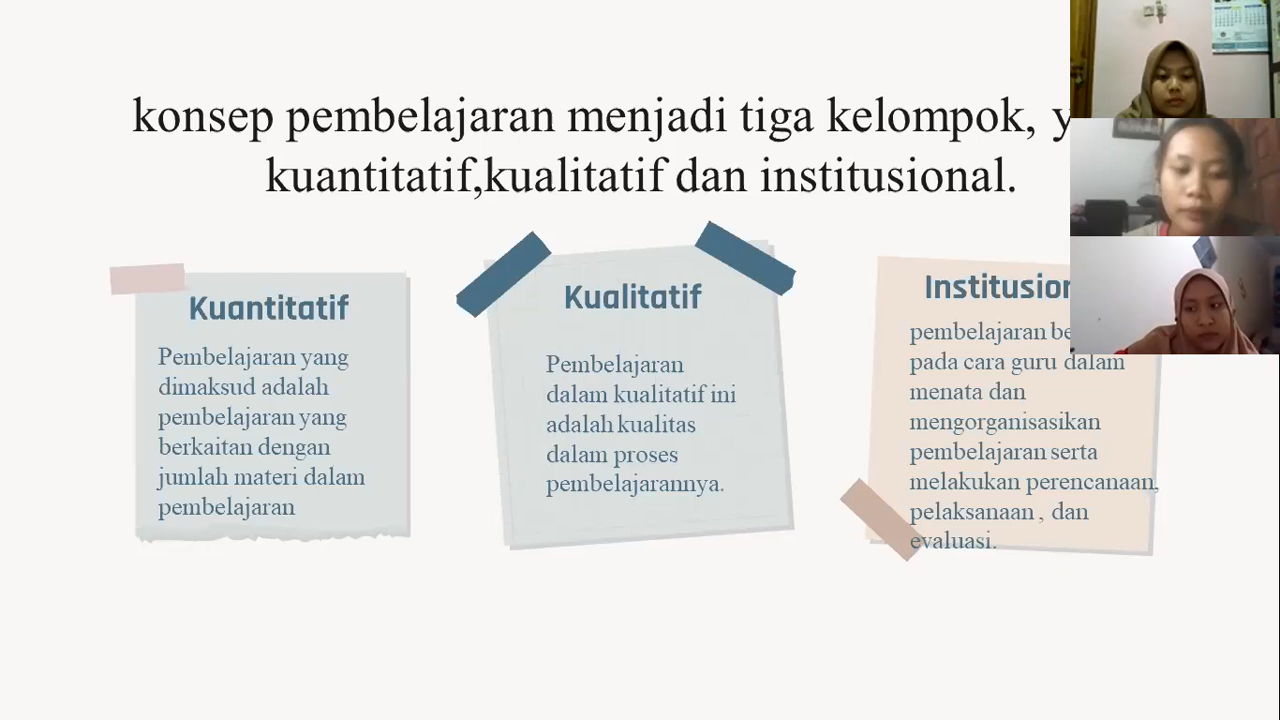 konsep pembelajaran menjadi tiga kelompok,
kuantitatif,kualitatif dan institusional.
Kuantitatif
Pembelajaran yang
dimaksud adalah
pembelajaran yang
berkaitan dengan
jumlah materi dalam
pembelajaran
Kualitatif
Pembelajaran
dalam kualitatif ini
adalah kualitas
dalam proses
pembelajarannya.
pembelajaran
pada cara guru dalam
menata dan
mengorganisasikan
pembelajaran serta
melakukan perencanaan,
pelaksanaan , dan
evaluasi.